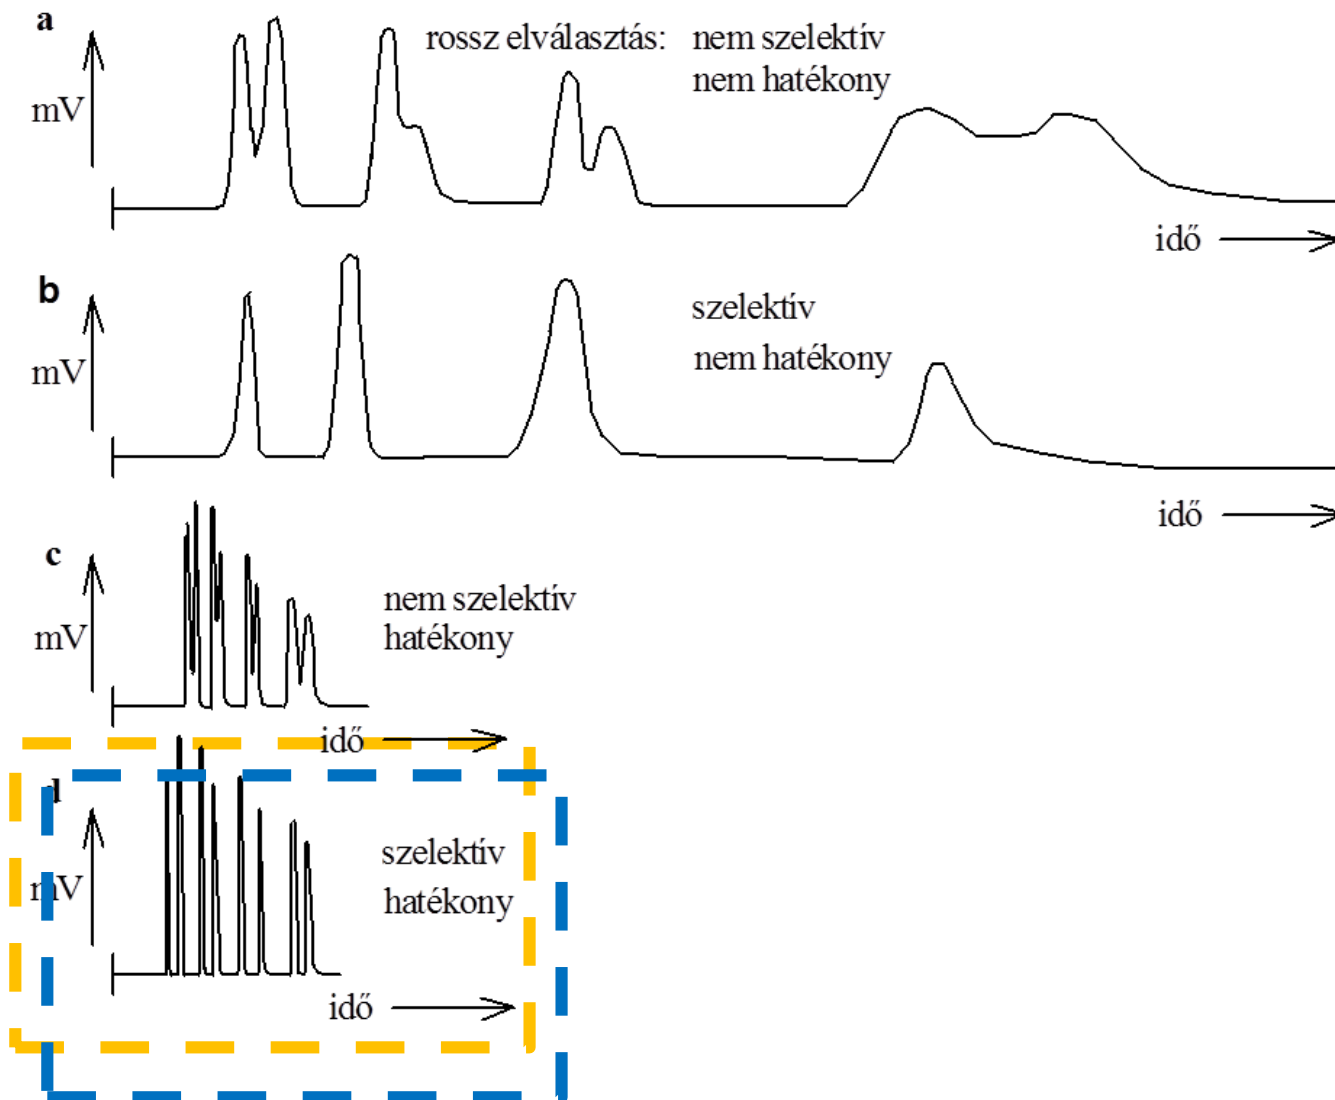 a
rossz elválasztás: nem szelektív
nem hatékony
mV
idő
b
szelektív
nem hatékony
mV
idő
c
nem szelektív
hatékony
mV
idő
d
szelektív
hatékony
mV
idő